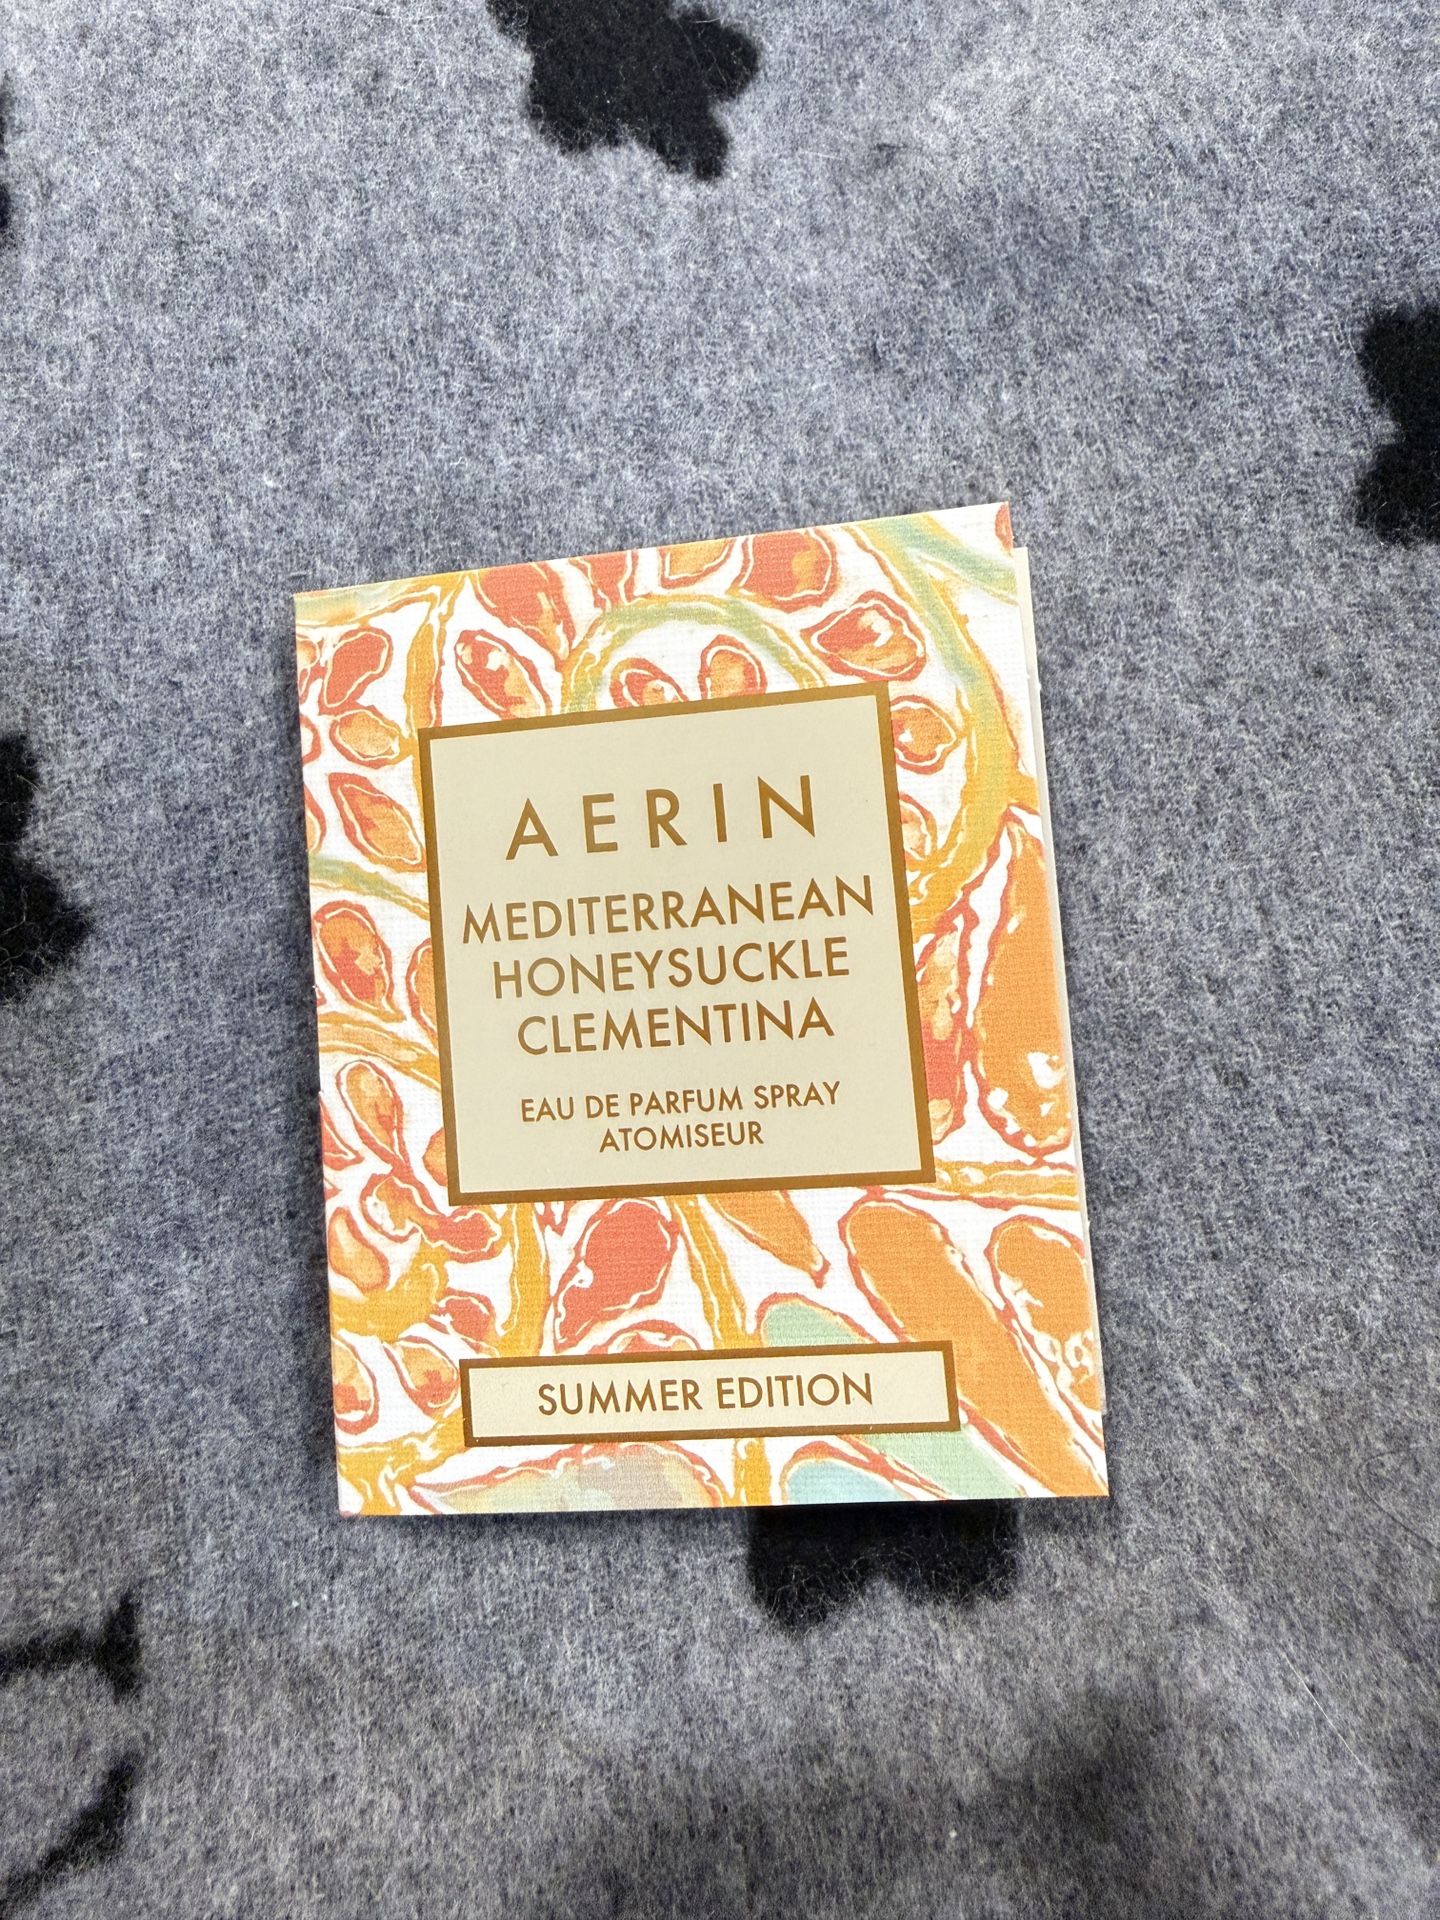 AERIN
MEDITERRANEAN
HONEYSUCKLE
CLEMENTINA
EAU DE PARFUM SPRAY
ATOMISEUR
SUMMER EDITION